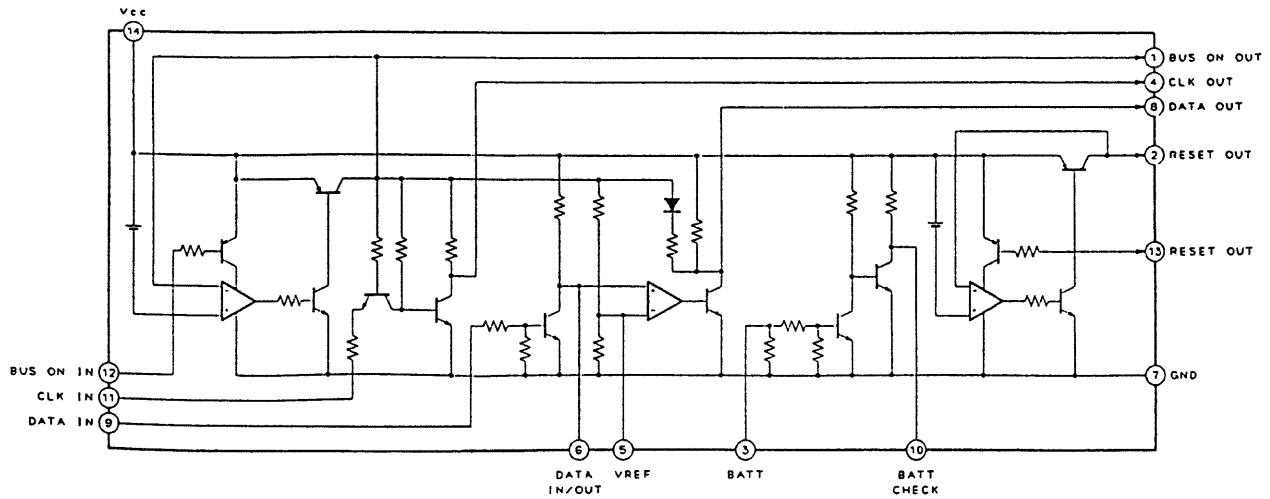 Vcc
14
1 BUS ON OUT
4 CLK OUT
8 DATA OUT
2 RESET OUT
13 RESET OUT
BUS ON IN 12
7 GND
CLK IN 11
DATA IN 9
6 5 3 10
DATA IN/OUT
VREF
BATT
BATT CHECK